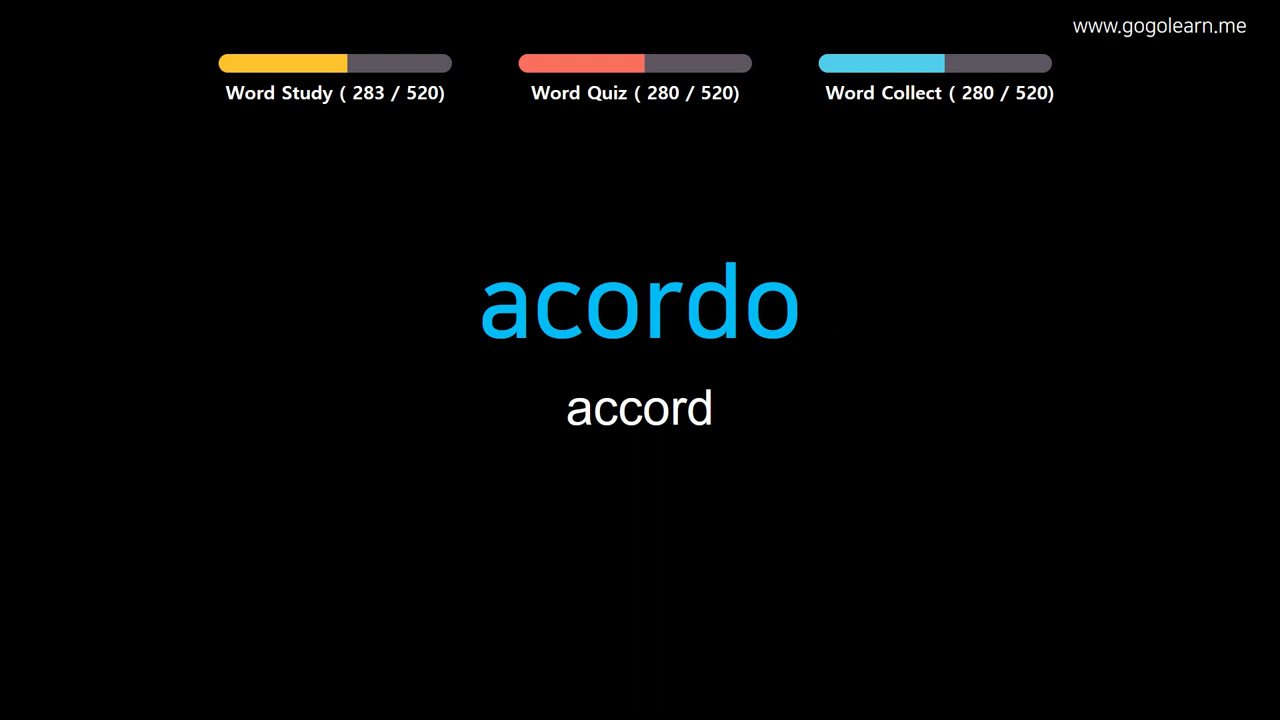 www.gogolearn.me
Word Study ( 283 / 520)
Word Quiz ( 280 / 520)
Word Collect ( 280 / 520)
acordo
accord